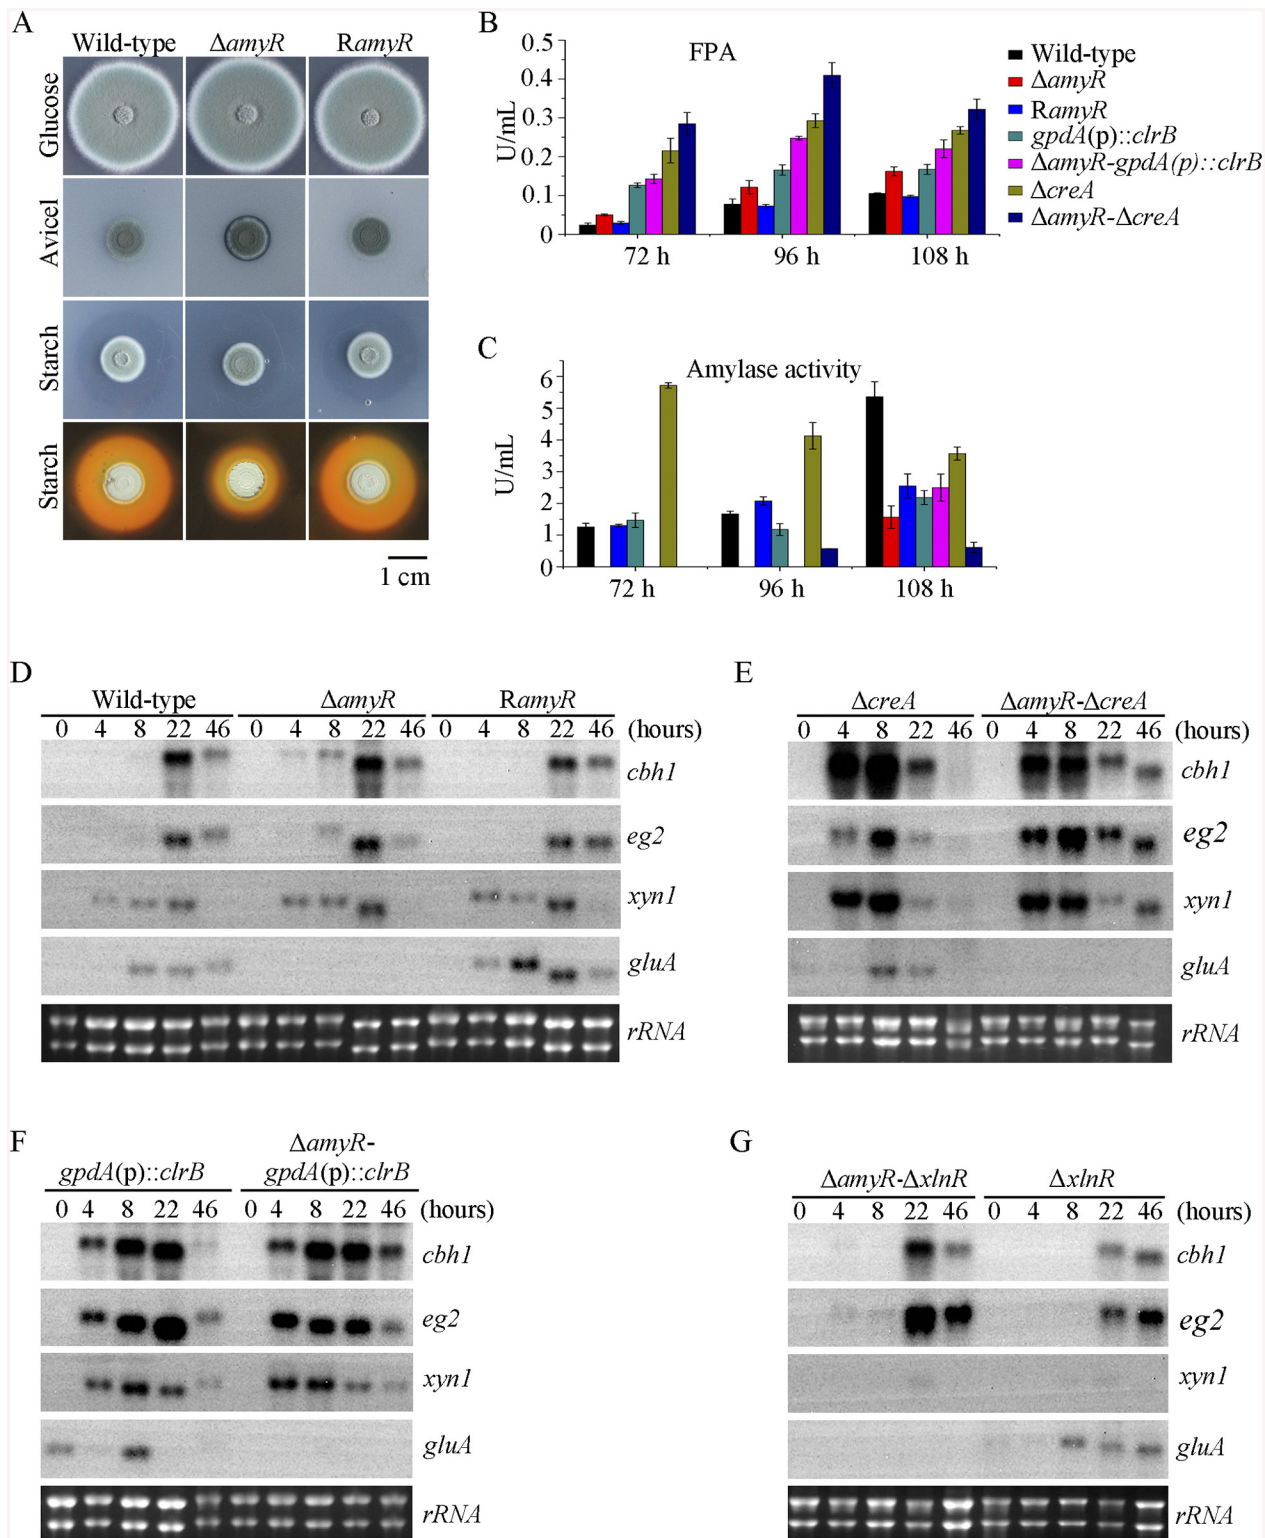 A
Wild-type ΔamyR RamyR
Glucose
Avicel
Starch
Starch
1 cm
B
FPA
U/mL
0.5
0.4
0.3
0.2
0.1
0
72 h 96 h 108 h
Wild-type
ΔamyR
RamyR
gpdA(p)::clrB
ΔamyR-gpdA(p)::clrB
ΔcreA
ΔamyR-ΔcreA
C
Amylase activity
U/mL
6
5
4
3
2
1
0
72 h 96 h 108 h
D
Wild-type ΔamyR RamyR
0 4 8 22 46 0 4 8 22 46 0 4 8 22 46 (hours)
cbh1
eg2
xyn1
gluA
rRNA
E
ΔcreA ΔamyR-ΔcreA
0 4 8 22 46 0 4 8 22 46 (hours)
cbh1
eg2
xyn1
gluA
rRNA
F
ΔamyR-
gpdA(p)::clrB gpdA(p)::clrB
0 4 8 22 46 0 4 8 22 46 (hours)
cbh1
eg2
xyn1
gluA
rRNA
G
ΔamyR-ΔxlnR ΔxlnR
0 4 8 22 46 0 4 8 22 46 (hours)
cbh1
eg2
xyn1
gluA
rRNA